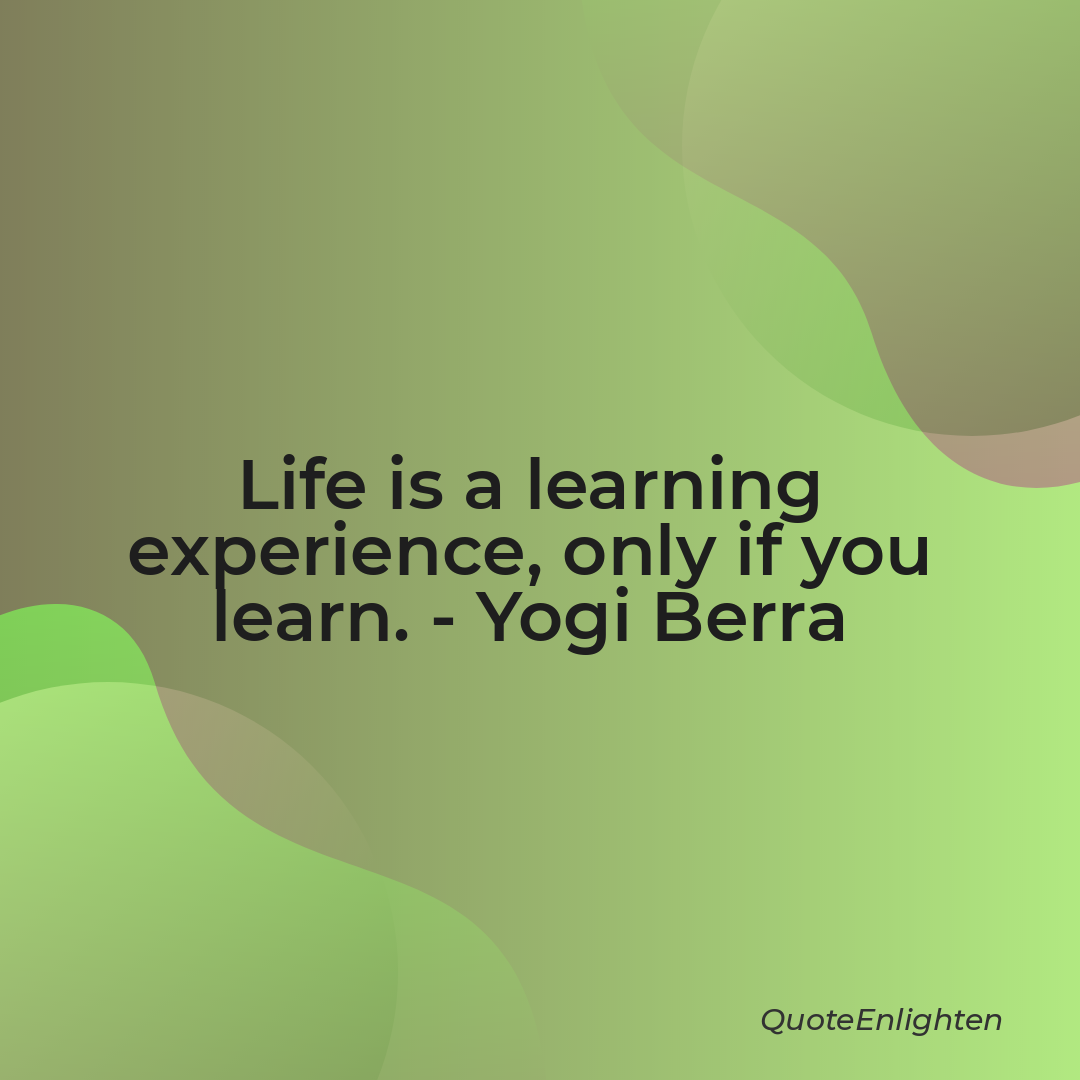 Life is a learning
experience, only if you
learn. - Yogi Berra
QuoteEnlighten